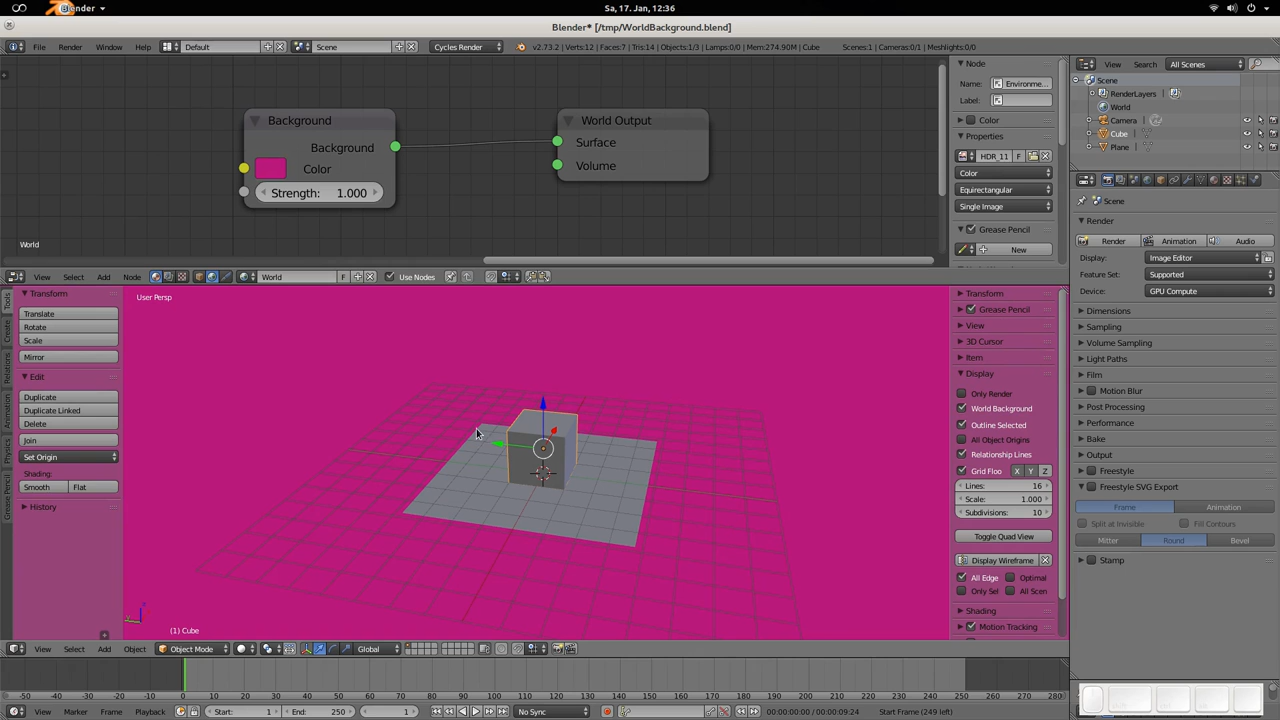 Blender
Sa, 17. Jan, 12:36
Blender* [/tmp/WorldBackground.blend]
File Render Window Help Default Scene Cycles Render v2.73.2 | Verts:12 | Faces:7 | Tris:14 | Objects:1/3 | Lamps:0/0 | Mem:274.90M | Cube Scenes:1 | Cameras:0/1 | Meshlights:0/0
View Search All Scenes
Background
Background
Color
Strength: 1.000
World Output
Surface
Volume
World
Node
Name: Environme...
Label:
Color
Properties
HDR_11 F
Color
Equirectangular
Single Image
Grease Pencil
New
Scene
RenderLayers
World
Camera
Cube
Plane
View Select Add Node World F Use Nodes
Tools
Create
Relations
Animation
Physics
Grease Pencil
Transform
Translate
Rotate
Scale
Mirror
Edit
Duplicate
Duplicate Linked
Delete
Join
Set Origin
Shading:
Smooth Flat
History
User Persp
(1) Cube
Transform
Grease Pencil
View
3D Cursor
Item
Display
Only Render
World Background
Outline Selected
All Object Origins
Relationship Lines
Grid Floo X Y Z
Lines: 16
Scale: 1.000
Subdivisions: 10
Toggle Quad View
Display Wireframe
All Edge Optimal
Only Sel All Scen
Shading
Motion Tracking
Scene
Render
Render Animation Audio
Display: Image Editor
Feature Set: Supported
Device: GPU Compute
Dimensions
Sampling
Volume Sampling
Light Paths
Film
Motion Blur
Post Processing
Performance
Bake
Output
Freestyle
Freestyle SVG Export
Frame Animation
Split at Invisible Fill Contours
Mitter Round Bevel
Stamp
View Select Add Object Object Mode Global
-50 -40 -30 -20 -10 0 10 20 30 40 50 60 70 80 90 100 110 120 130 140 150 160 170 180 190 200 210 220 230 240 250 260 270 280
View Marker Frame Playback Start: 1 End: 250 1 No Sync 00:00:00:00 / 00:00:09:24 Start Frame (249 left)